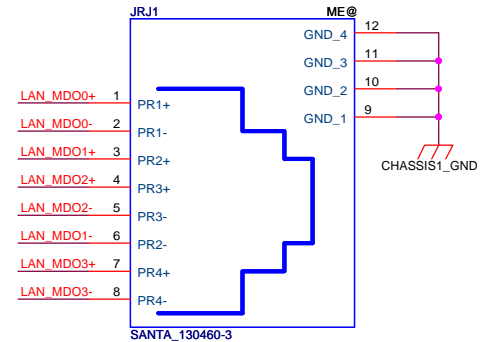 JRJ1 ME@
GND_4 12
GND_3 11
GND_2 10
GND_1 9
CHASSIS1_GND
LAN_MDO0+ 1 PR1+
LAN_MDO0- 2 PR1-
LAN_MDO1+ 3 PR2+
LAN_MDO2+ 4 PR3+
LAN_MDO2- 5 PR3-
LAN_MDO1- 6 PR2-
LAN_MDO3+ 7 PR4+
LAN_MDO3- 8 PR4-
SANTA_130460-3